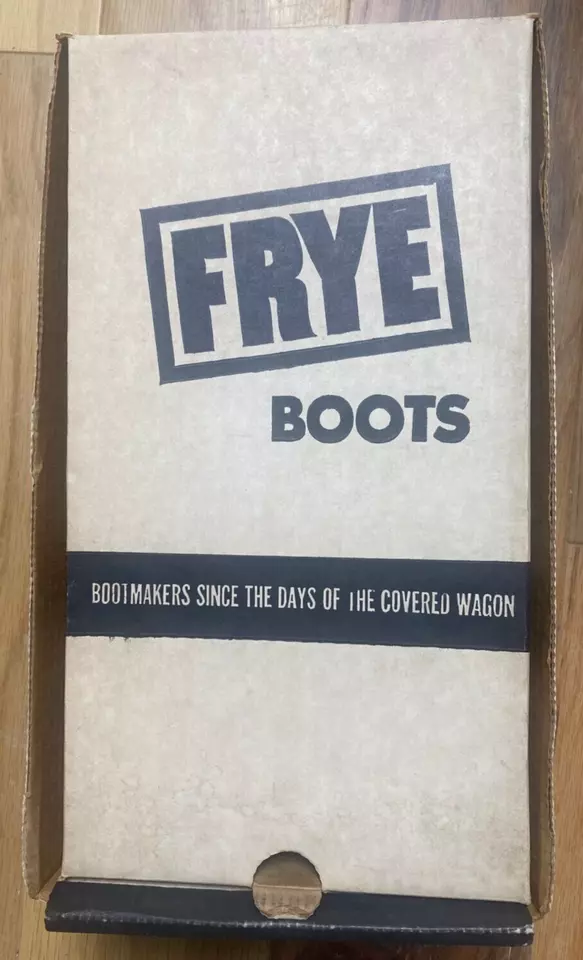 FRYE
BOOTS
BOOTMAKERS SINCE THE DAYS OF THE COVERED WAGON